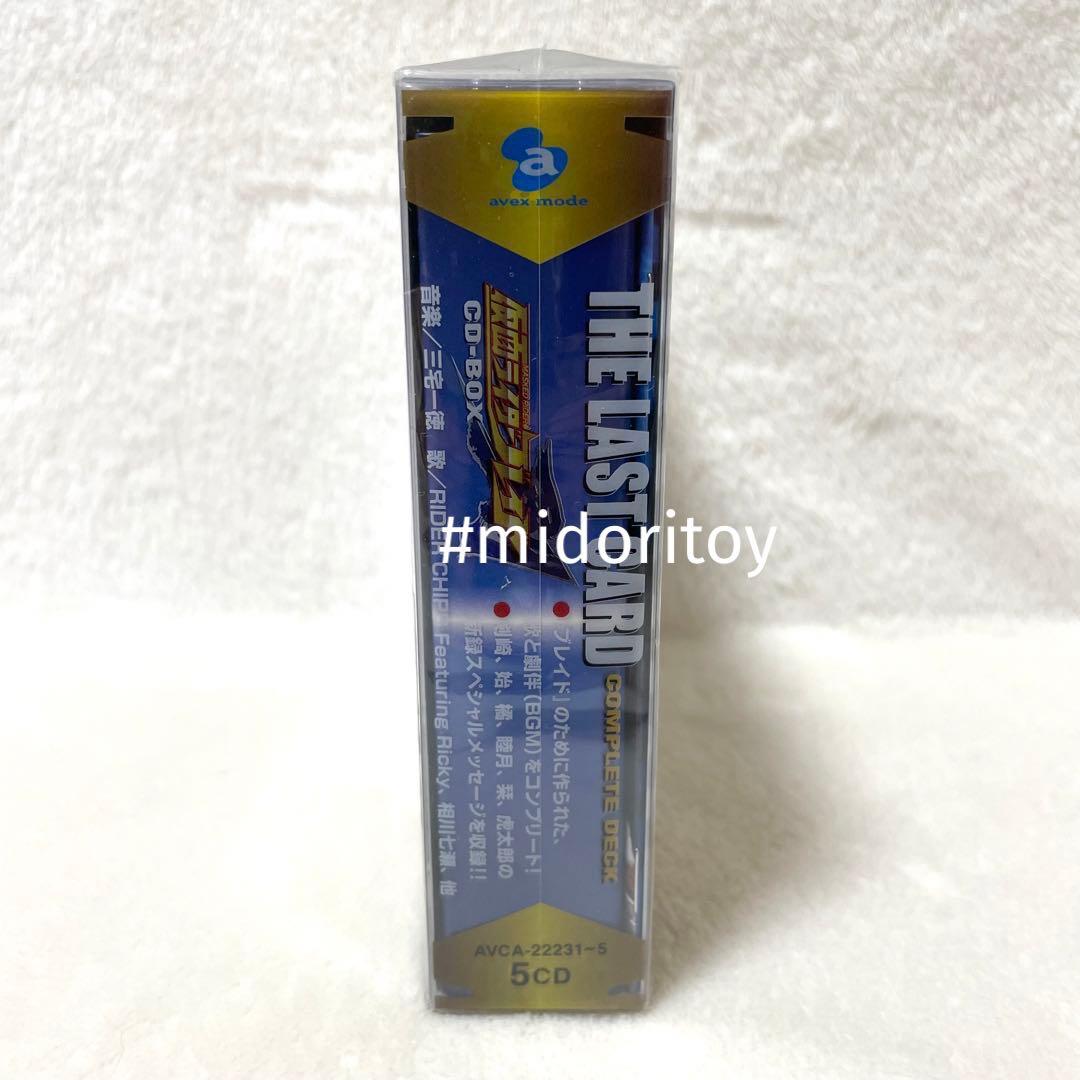 a
avex mode
THE LAST CARD
COMPLETE DECK
MASKED RIDER
仮面ライダー
CD-BOX
音楽/三宅一徳 歌/RIDER CHIPS Featuring Ricky、相川七瀬、他
ブレイド」のために作られた、
歌と劇伴(BGM)をコンプリート!
剣崎、始、橘、睦月、栞、虎太郎の
新録スペシャルメッセージを収録!!
#midoritoy
AVCA-22231~5
5CD